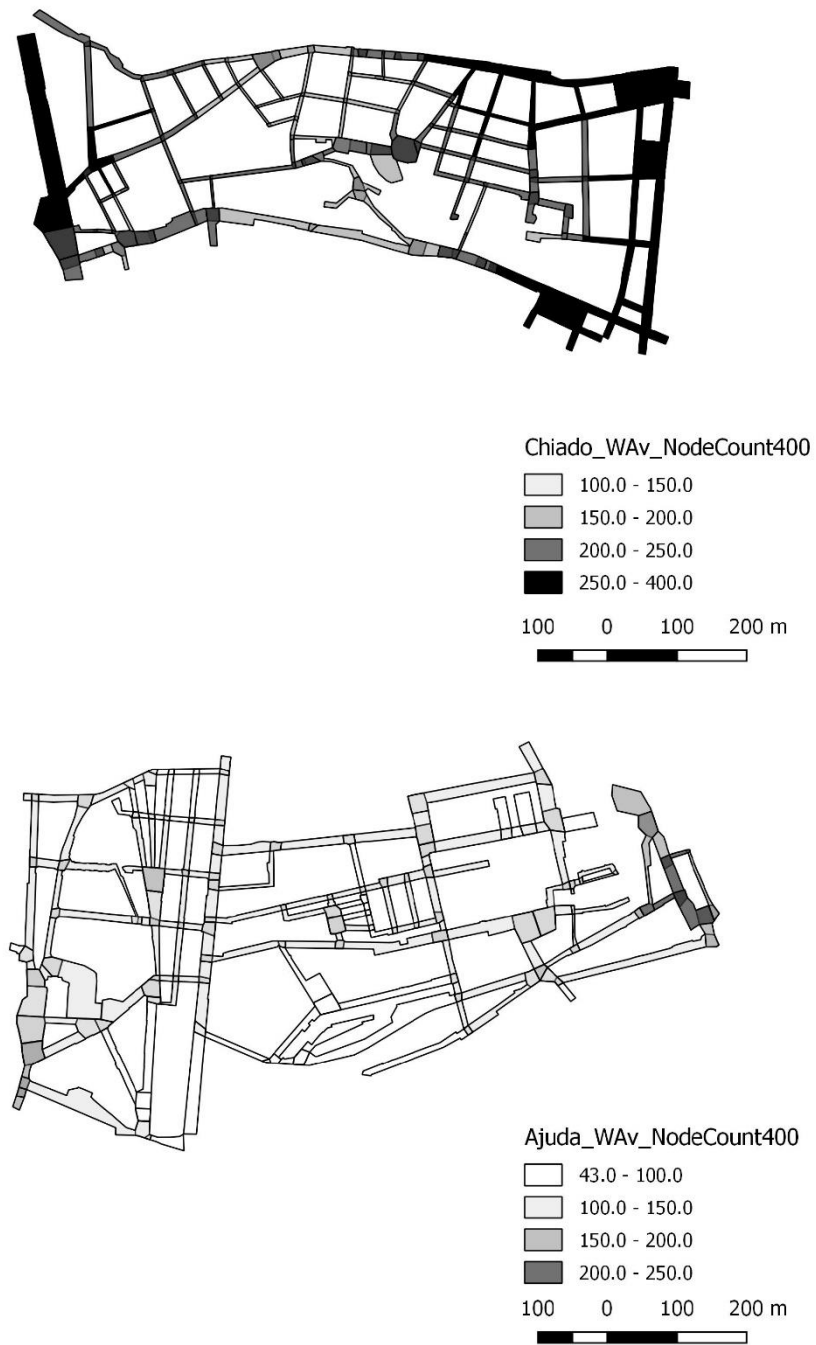 Chiado_WAv_NodeCount400
100.0 - 150.0
150.0 - 200.0
200.0 - 250.0
250.0 - 400.0
100 0 100 200 m
Ajuda_WAv_NodeCount400
43.0 - 100.0
100.0 - 150.0
150.0 - 200.0
200.0 - 250.0
100 0 100 200 m